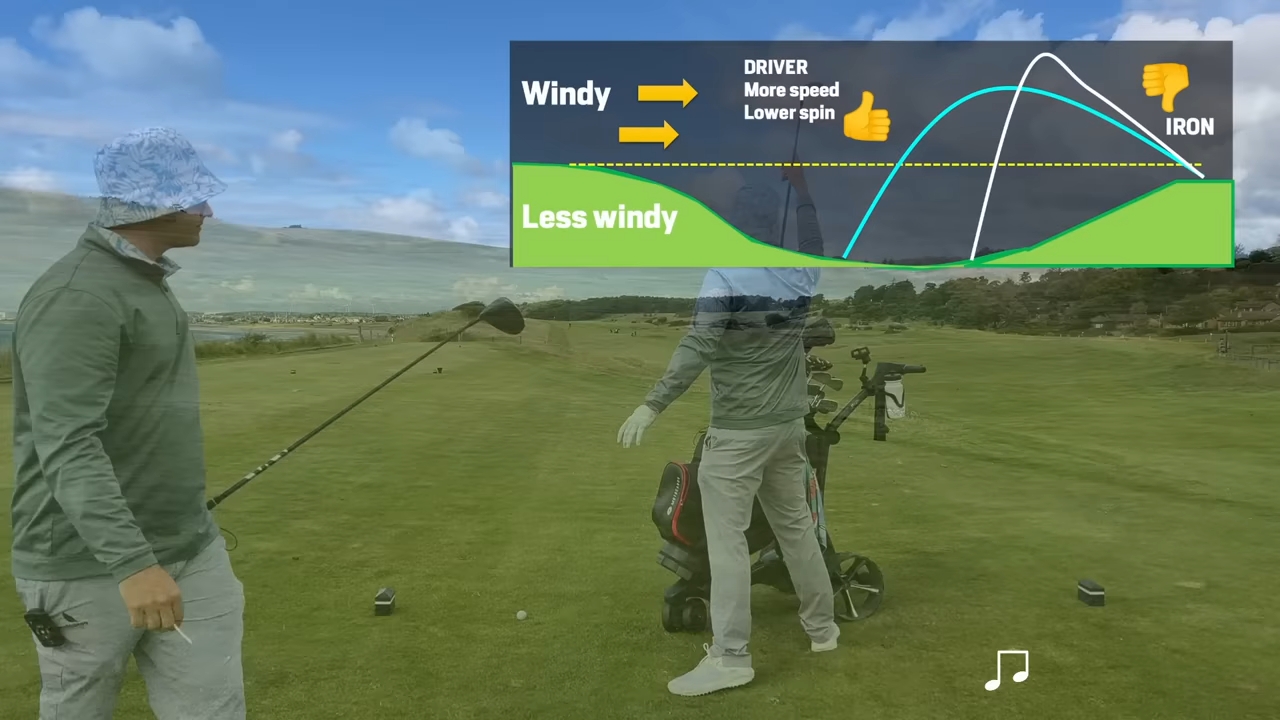 Windy
DRIVER
More speed
Lower spin
IRON
Less windy